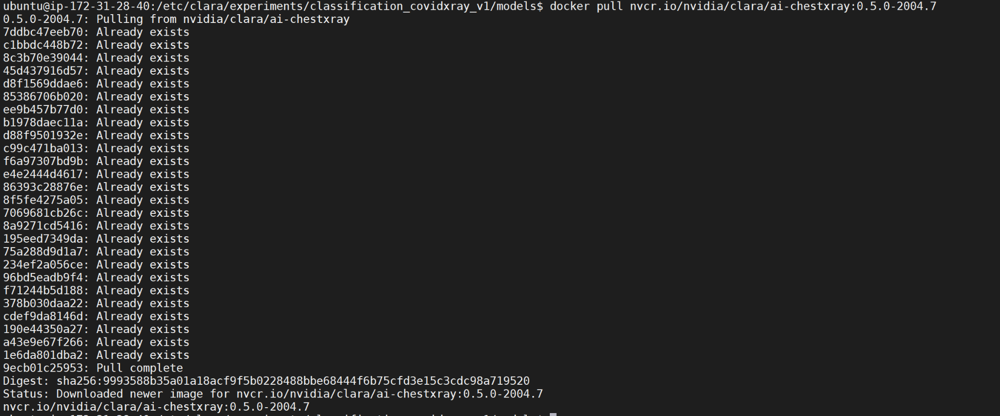 ubuntu@ip-172-31-28-40:/etc/clara/experiments/classification_covidxray_v1/models$ docker pull nvcr.io/nvidia/clara/ai-chestxray:0.5.0-2004.7
0.5.0-2004.7: Pulling from nvidia/clara/ai-chestxray
7ddbc47eeb70: Already exists
c1bbdc448b72: Already exists
8c3b70e39044: Already exists
45d437916d57: Already exists
d8f1569ddae6: Already exists
85386706b020: Already exists
ee9b457b77d0: Already exists
b1978daec11a: Already exists
d88f9501932e: Already exists
c99c471ba013: Already exists
f6a97307bd9b: Already exists
e4e2444d4617: Already exists
86393c28876e: Already exists
8f5fe4275a05: Already exists
7069681cb26c: Already exists
8a9271cd5416: Already exists
195eed7349da: Already exists
75a288d9d1a7: Already exists
234ef2a056ce: Already exists
96bd5eadb9f4: Already exists
f71244b5d188: Already exists
378b030daa22: Already exists
cdef9da8146d: Already exists
190e44350a27: Already exists
a43e9e67f266: Already exists
1e6da801dba2: Already exists
9ecb01c25953: Pull complete
Digest: sha256:9993588b35a01a18acf9f5b0228488bbe68444f6b75cfd3e15c3cdc98a719520
Status: Downloaded newer image for nvcr.io/nvidia/clara/ai-chestxray:0.5.0-2004.7
nvcr.io/nvidia/clara/ai-chestxray:0.5.0-2004.7